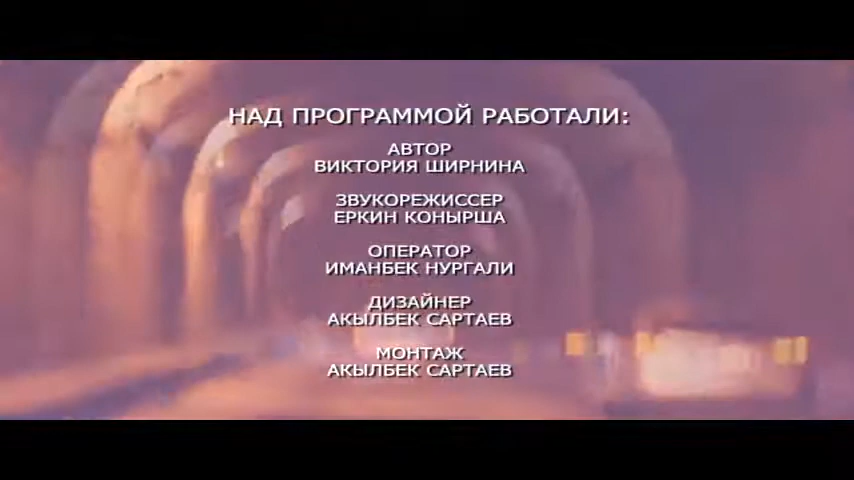 НАД ПРОГРАММОЙ РАБОТАЛИ:
АВТОР
ВИКТОРИЯ ШИРНИНА
ЗВУКОРЕЖИССЕР
ЕРКИН КОНЫРША
ОПЕРАТОР
ИМАНБЕК НУРГАЛИ
ДИЗАЙНЕР
АКЫЛБЕК САРТАЕВ
МОНТАЖ
АКЫЛБЕК САРТАЕВ